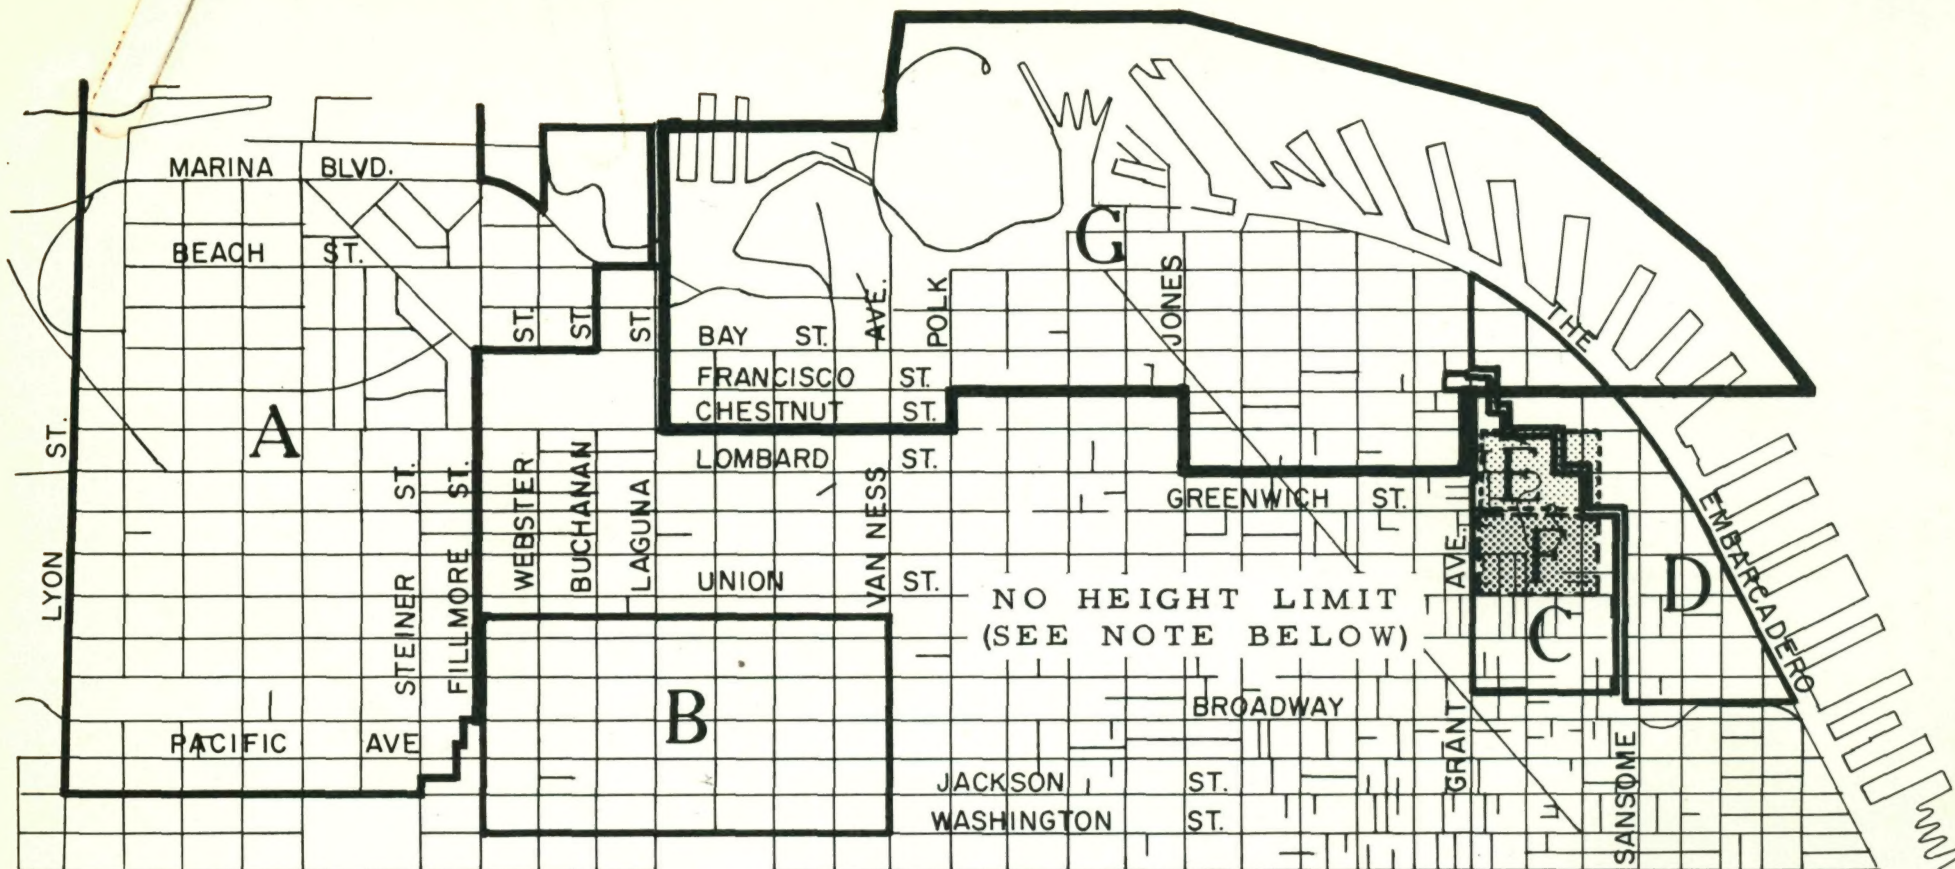 MARINA BLVD.
BEACH ST.
G
JONES
POLK
AVE.
ST.
ST.
ST.
BAY ST.
THE
FRANCISCO ST.
CHESTNUT ST.
A
LYON ST.
STEINER ST.
FILLMORE ST.
WEBSTER
BUCHANAN
LAGUNA
LOMBARD ST.
VAN NESS
GREENWICH ST.
E
F
EMBARCADERO
D
UNION ST.
AVE.
NO HEIGHT LIMIT
(SEE NOTE BELOW)
C
B
BROADWAY
GRANT
SANSOME
PACIFIC AVE
JACKSON ST.
WASHINGTON ST.